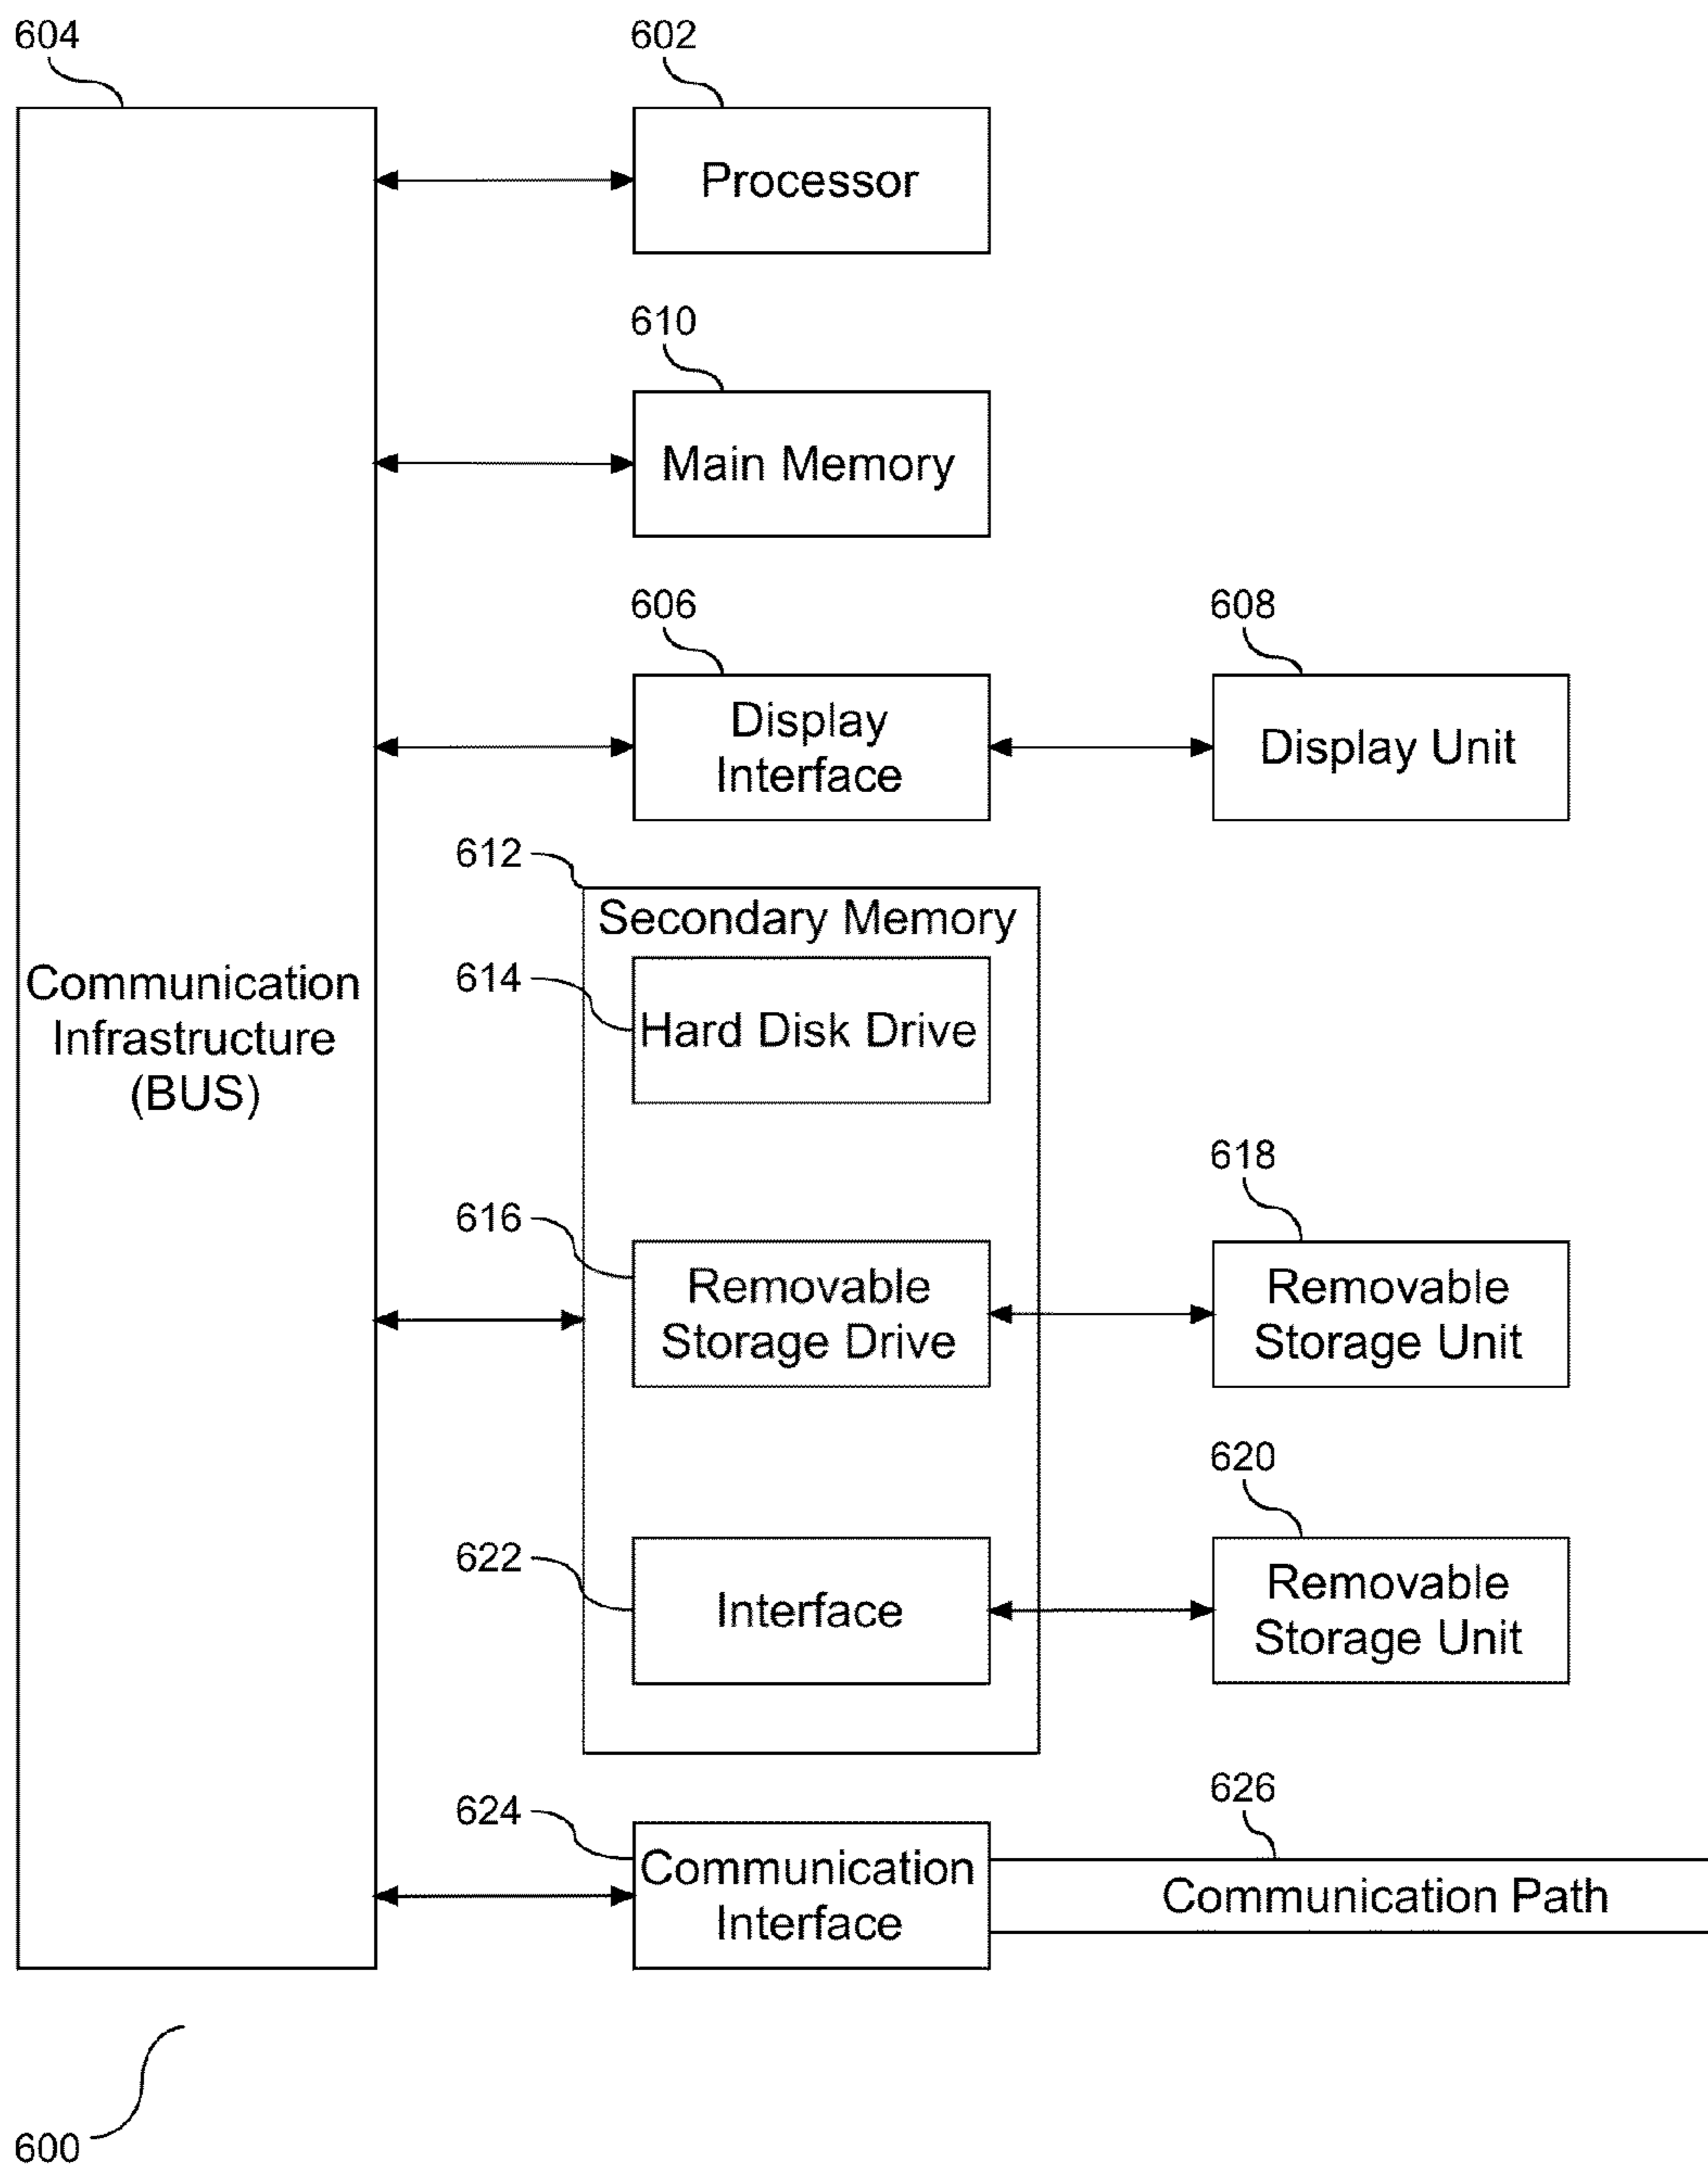 604
602
Processor
610
Main Memory
606
608
Display
Interface
Display Unit
612
Secondary Memory
614
Hard Disk Drive
Communication
Infrastructure
(BUS)
618
616
Removable
Storage Drive
Removable
Storage Unit
620
622
Interface
Removable
Storage Unit
624
626
Communication
Interface
Communication Path
600